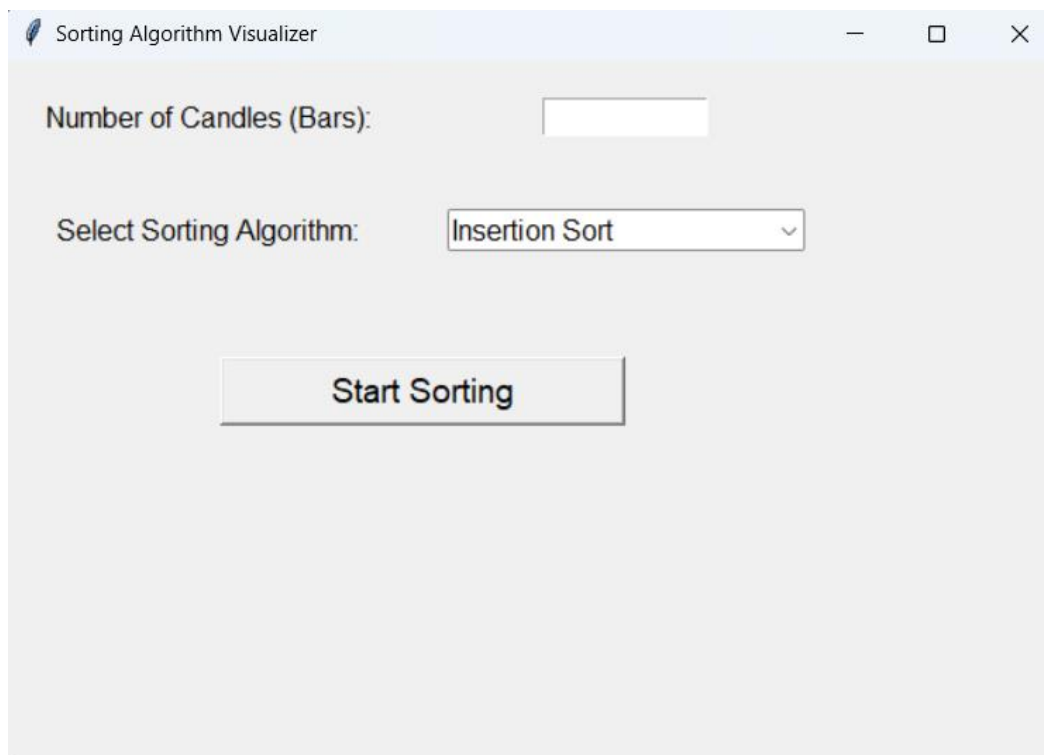 Sorting Algorithm Visualizer
Number of Candles (Bars):
Select Sorting Algorithm: Insertion Sort
Start Sorting